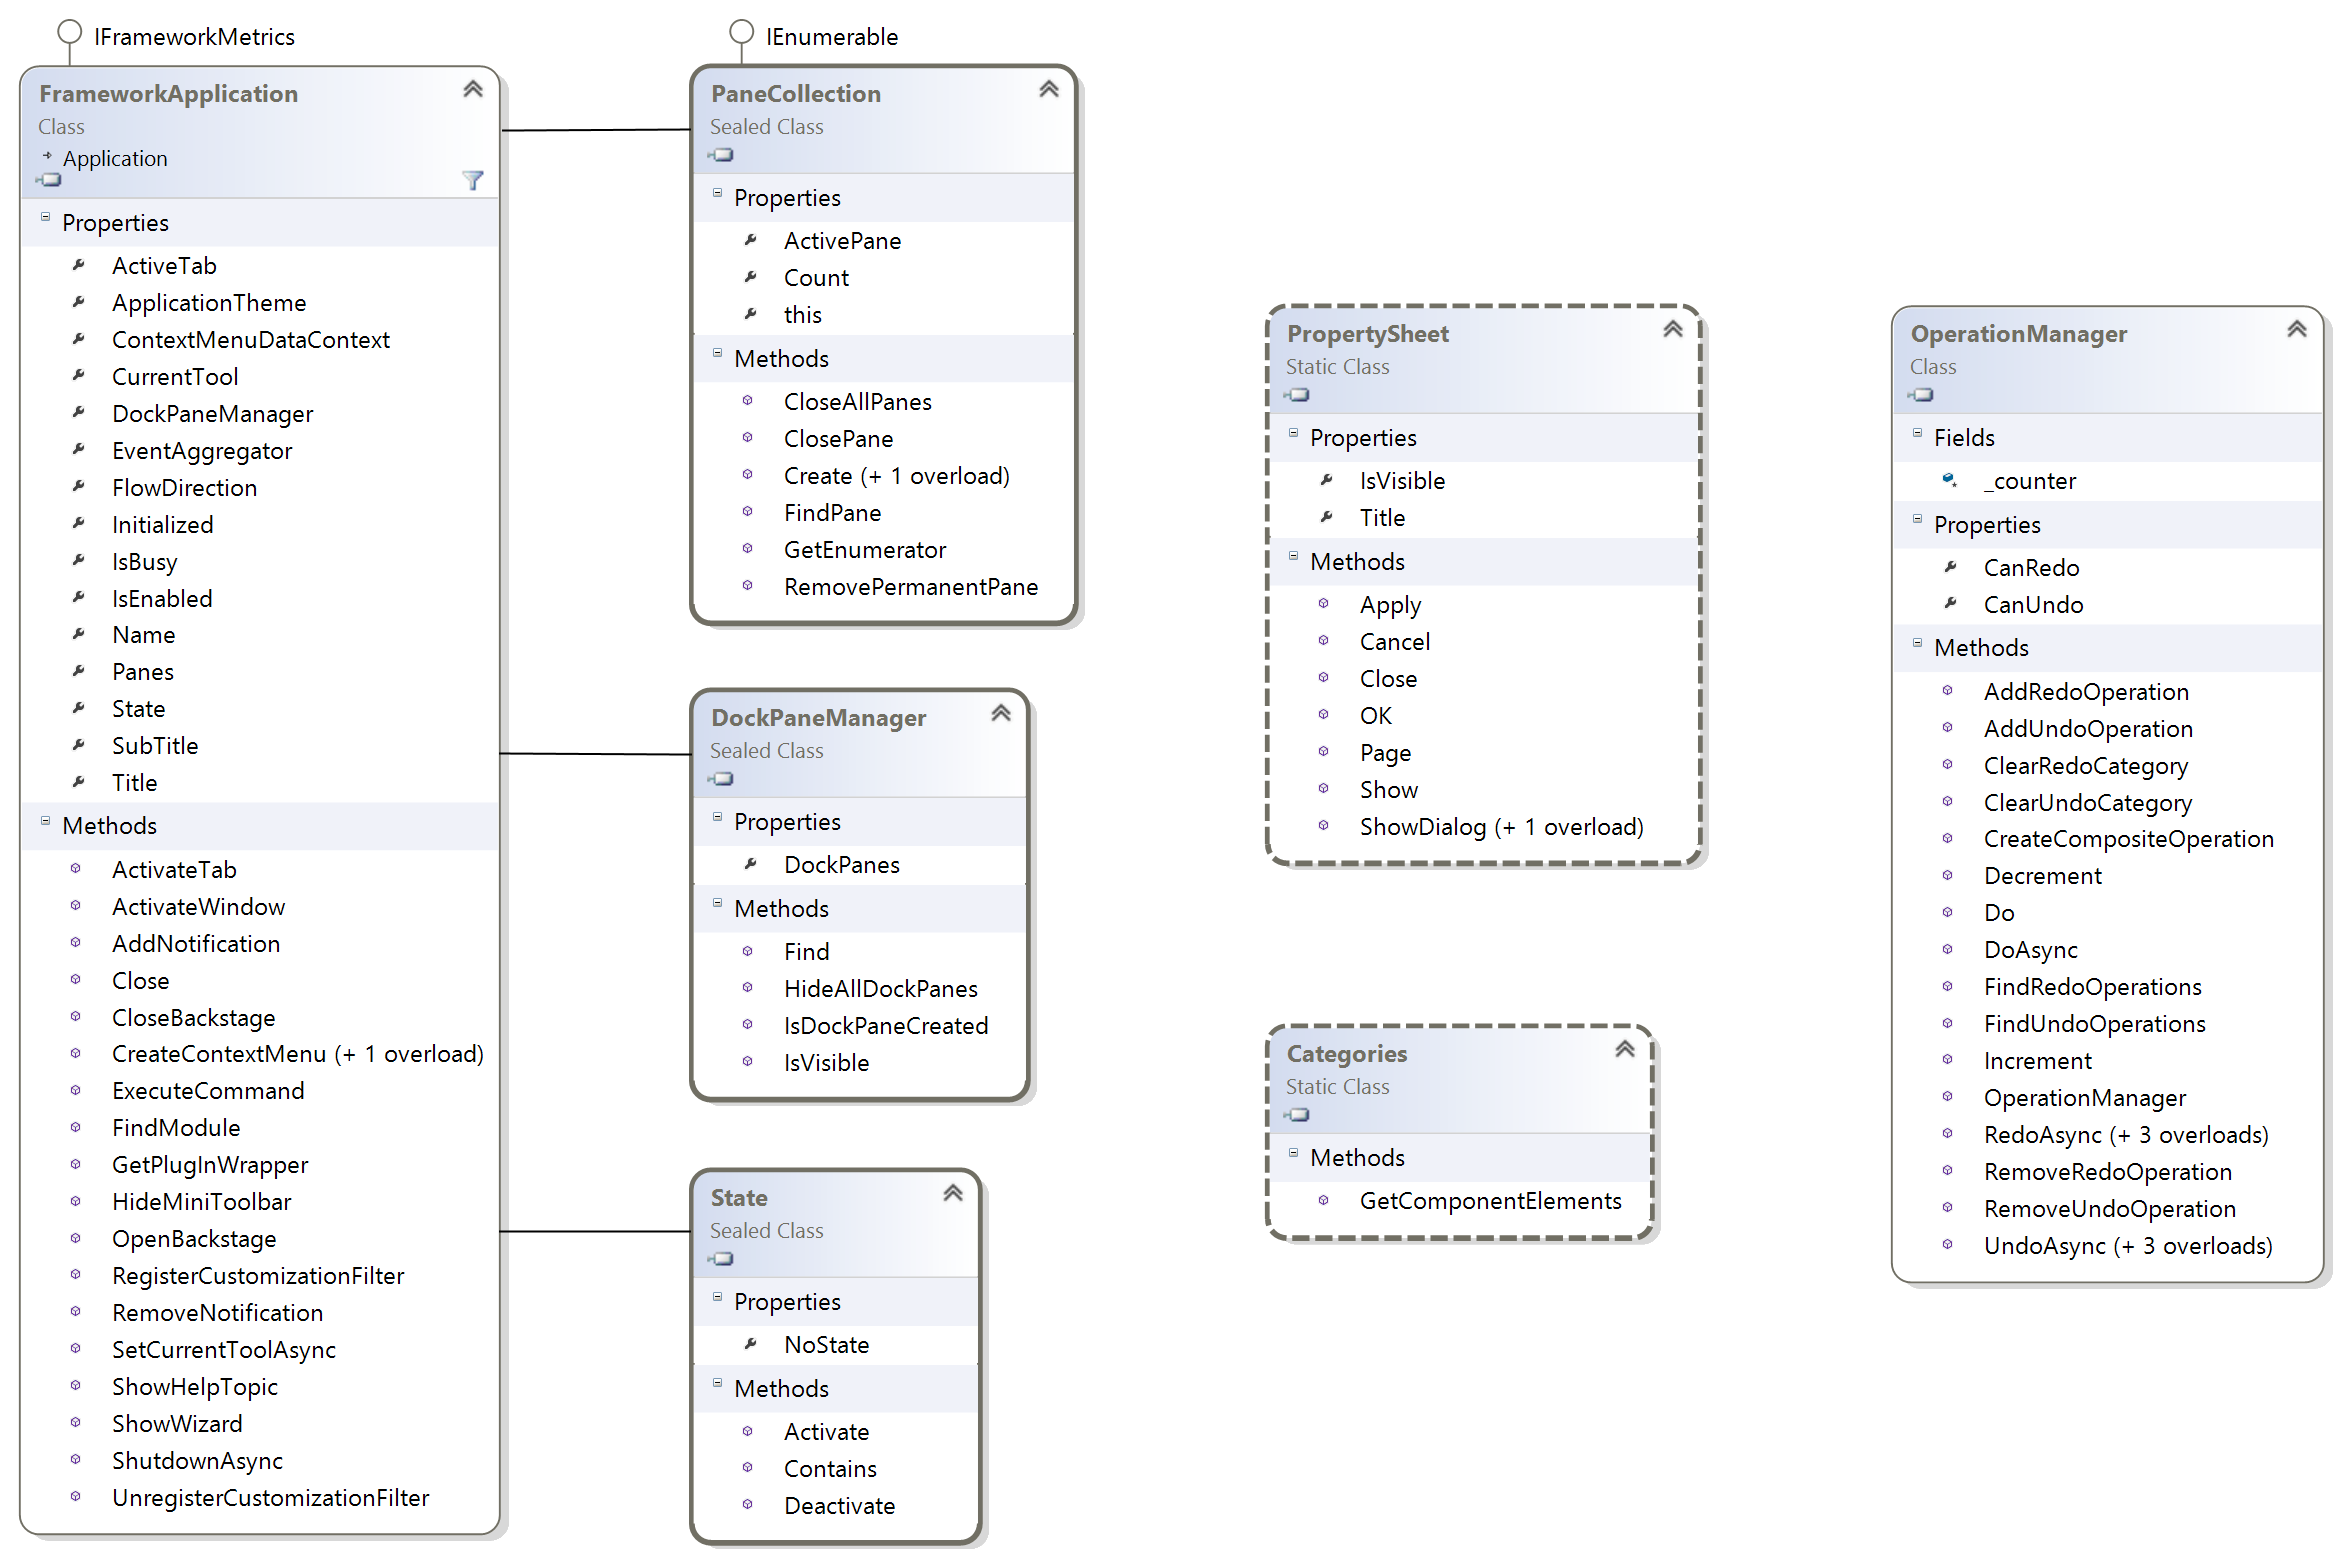 IFrameworkMetrics
FrameworkApplication
Class
Application
Properties
ActiveTab
ApplicationTheme
ContextMenuDataContext
CurrentTool
DockPaneManager
EventAggregator
FlowDirection
Initialized
IsBusy
IsEnabled
Name
Panes
State
SubTitle
Title
Methods
ActivateTab
ActivateWindow
AddNotification
Close
CloseBackstage
CreateContextMenu (+ 1 overload)
ExecuteCommand
FindModule
GetPlugInWrapper
HideMiniToolbar
OpenBackstage
RegisterCustomizationFilter
RemoveNotification
SetCurrentToolAsync
ShowHelpTopic
ShowWizard
ShutdownAsync
UnregisterCustomizationFilter
IEnumerable
PaneCollection
Sealed Class
Properties
ActivePane
Count
this
Methods
CloseAllPanes
ClosePane
Create (+ 1 overload)
FindPane
GetEnumerator
RemovePermanentPane
DockPaneManager
Sealed Class
Properties
DockPanes
Methods
Find
HideAllDockPanes
IsDockPaneCreated
IsVisible
State
Sealed Class
Properties
NoState
Methods
Activate
Contains
Deactivate
PropertySheet
Static Class
Properties
IsVisible
Title
Methods
Apply
Cancel
Close
OK
Page
Show
ShowDialog (+ 1 overload)
Categories
Static Class
Methods
GetComponentElements
OperationManager
Class
Fields
_counter
Properties
CanRedo
CanUndo
Methods
AddRedoOperation
AddUndoOperation
ClearRedoCategory
ClearUndoCategory
CreateCompositeOperation
Decrement
Do
DoAsync
FindRedoOperations
FindUndoOperations
Increment
OperationManager
RedoAsync (+ 3 overloads)
RemoveRedoOperation
RemoveUndoOperation
UndoAsync (+ 3 overloads)